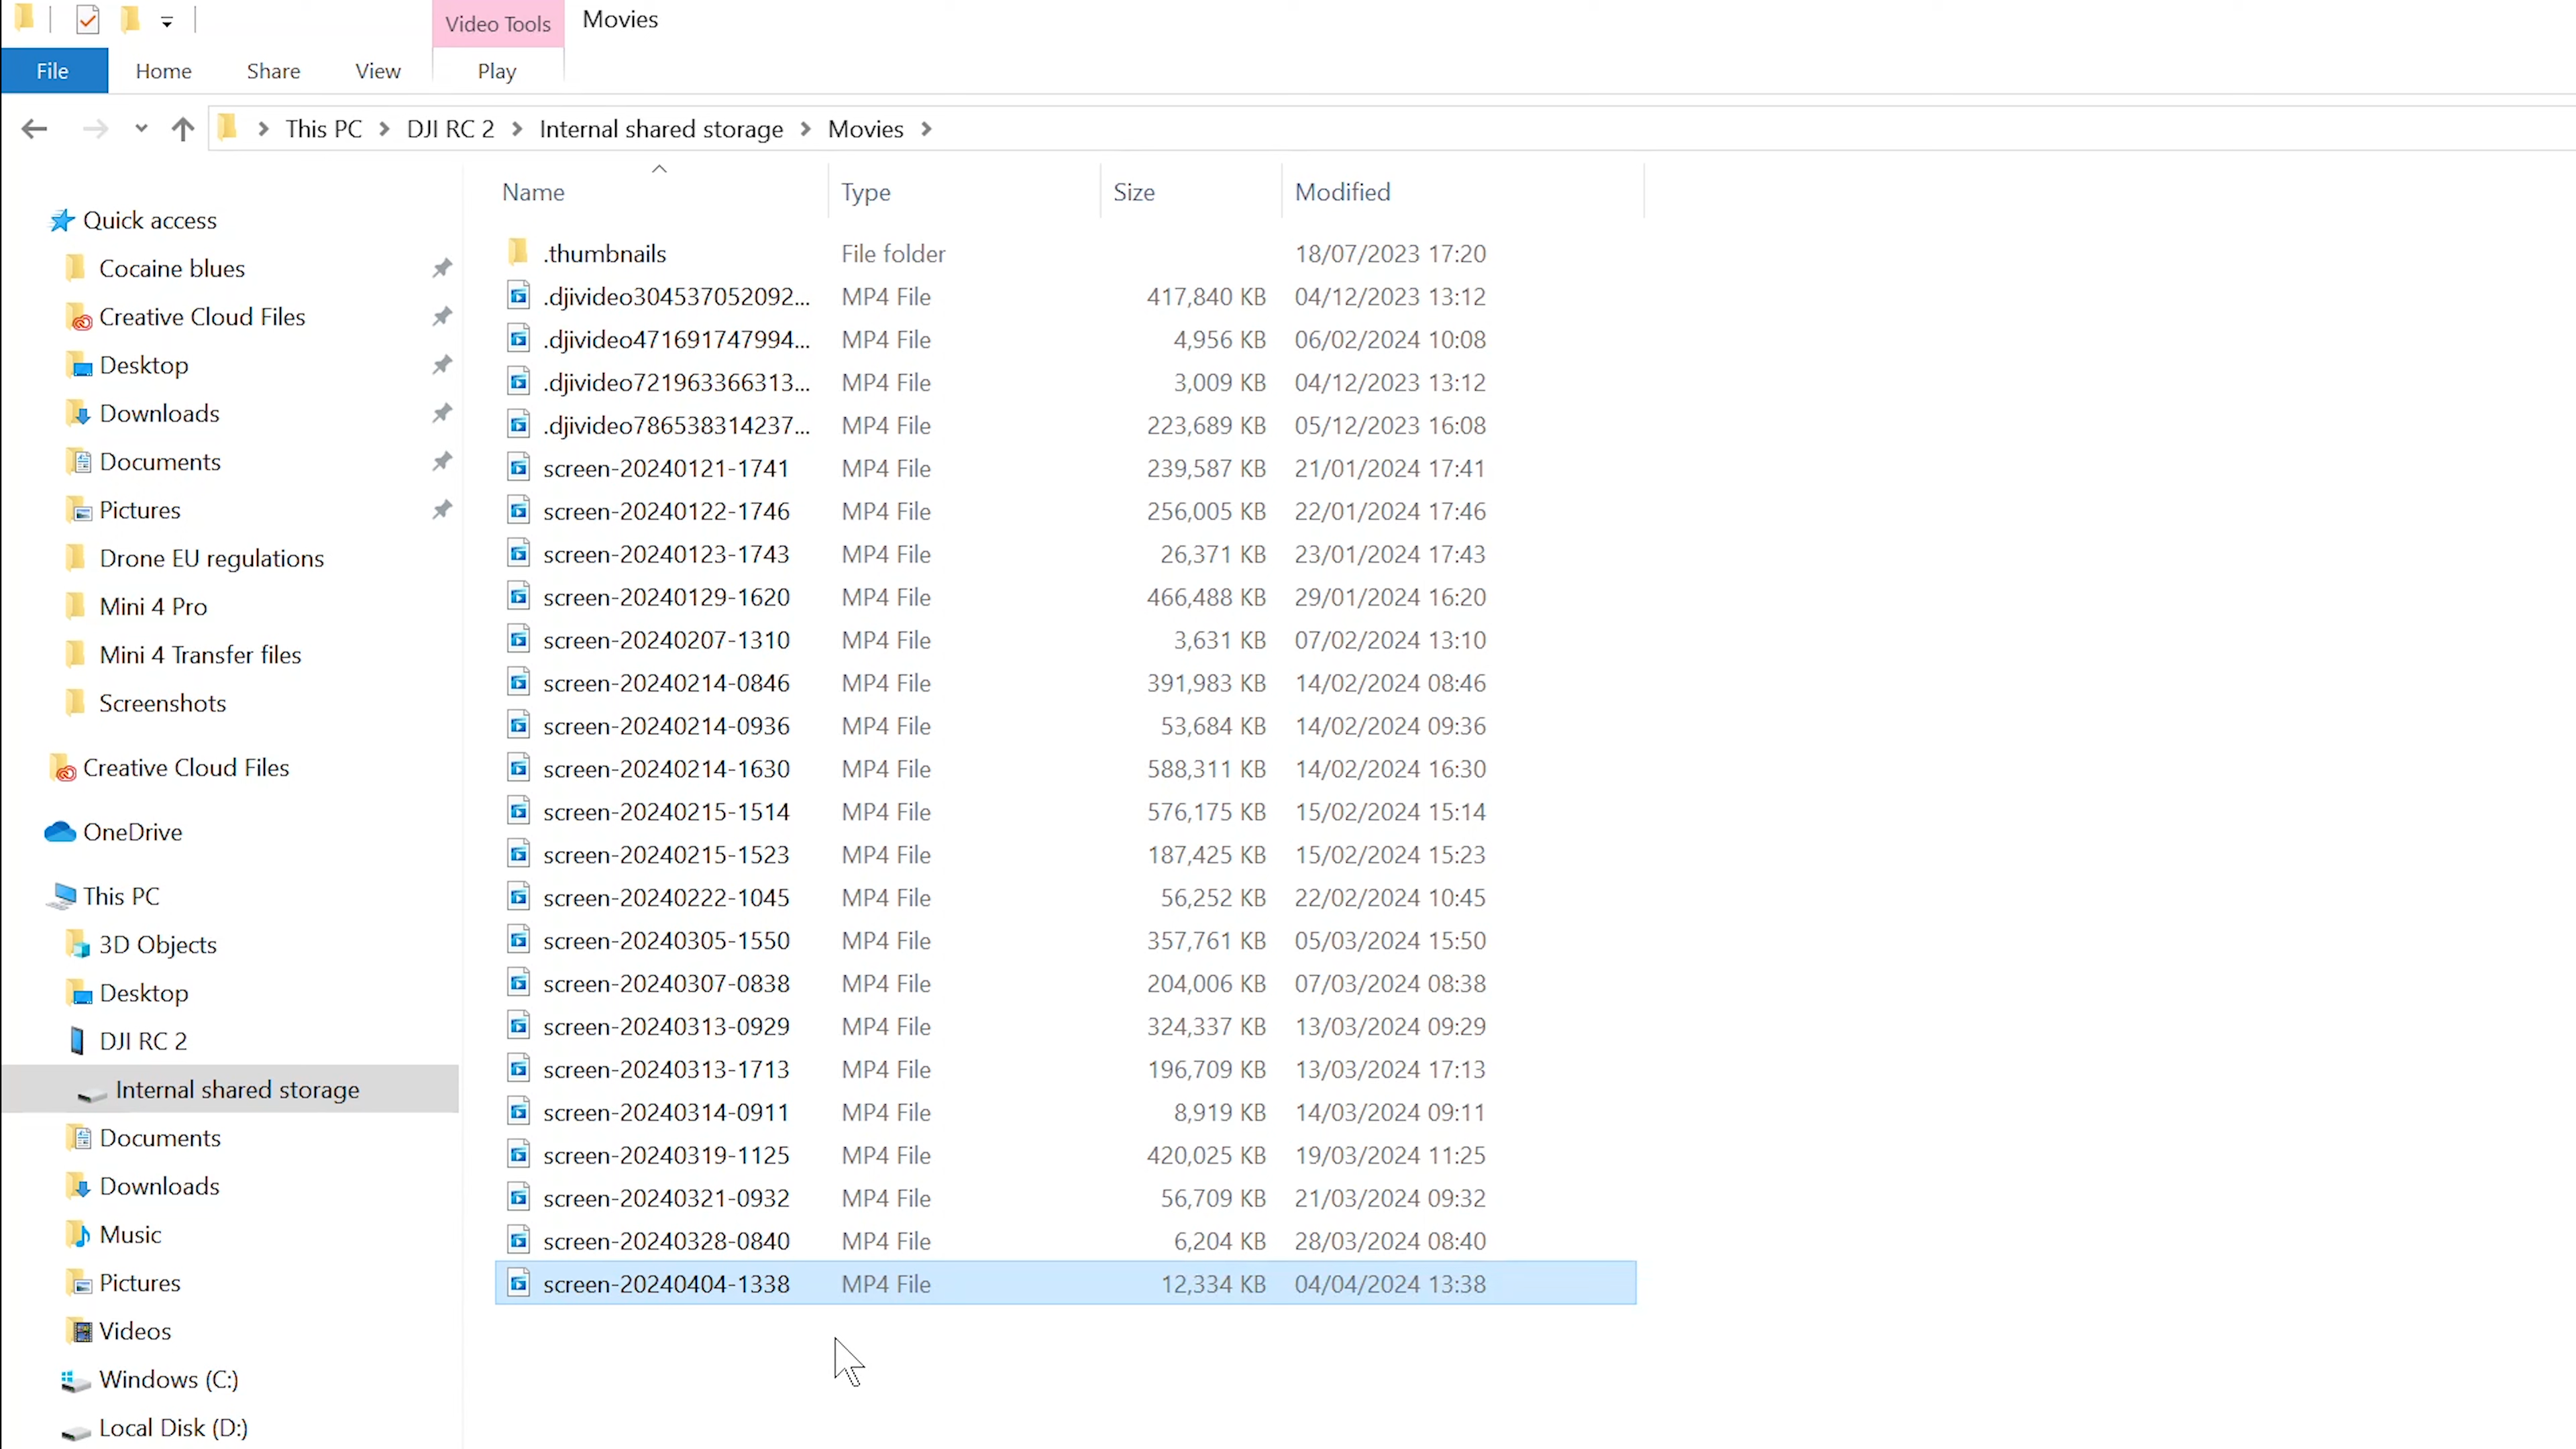 Video Tools Movies
File Home Share View Play
This PC DJI RC 2 Internal shared storage Movies
Quick access
Cocaine blues
Creative Cloud Files
Desktop
Downloads
Documents
Pictures
Drone EU regulations
Mini 4 Pro
Mini 4 Transfer files
Screenshots
Creative Cloud Files
OneDrive
This PC
3D Objects
Desktop
DJI RC 2
Internal shared storage
Documents
Downloads
Music
Pictures
Videos
Windows (C:)
Local Disk (D:)
Name Type Size Modified
.thumbnails File folder 18/07/2023 17:20
.djivideo304537052092... MP4 File 417,840 KB 04/12/2023 13:12
.djivideo471691747994... MP4 File 4,956 KB 06/02/2024 10:08
.djivideo721963366313... MP4 File 3,009 KB 04/12/2023 13:12
.djivideo786538314237... MP4 File 223,689 KB 05/12/2023 16:08
screen-20240121-1741 MP4 File 239,587 KB 21/01/2024 17:41
screen-20240122-1746 MP4 File 256,005 KB 22/01/2024 17:46
screen-20240123-1743 MP4 File 26,371 KB 23/01/2024 17:43
screen-20240129-1620 MP4 File 466,488 KB 29/01/2024 16:20
screen-20240207-1310 MP4 File 3,631 KB 07/02/2024 13:10
screen-20240214-0846 MP4 File 391,983 KB 14/02/2024 08:46
screen-20240214-0936 MP4 File 53,684 KB 14/02/2024 09:36
screen-20240214-1630 MP4 File 588,311 KB 14/02/2024 16:30
screen-20240215-1514 MP4 File 576,175 KB 15/02/2024 15:14
screen-20240215-1523 MP4 File 187,425 KB 15/02/2024 15:23
screen-20240222-1045 MP4 File 56,252 KB 22/02/2024 10:45
screen-20240305-1550 MP4 File 357,761 KB 05/03/2024 15:50
screen-20240307-0838 MP4 File 204,006 KB 07/03/2024 08:38
screen-20240313-0929 MP4 File 324,337 KB 13/03/2024 09:29
screen-20240313-1713 MP4 File 196,709 KB 13/03/2024 17:13
screen-20240314-0911 MP4 File 8,919 KB 14/03/2024 09:11
screen-20240319-1125 MP4 File 420,025 KB 19/03/2024 11:25
screen-20240321-0932 MP4 File 56,709 KB 21/03/2024 09:32
screen-20240328-0840 MP4 File 6,204 KB 28/03/2024 08:40
screen-20240404-1338 MP4 File 12,334 KB 04/04/2024 13:38